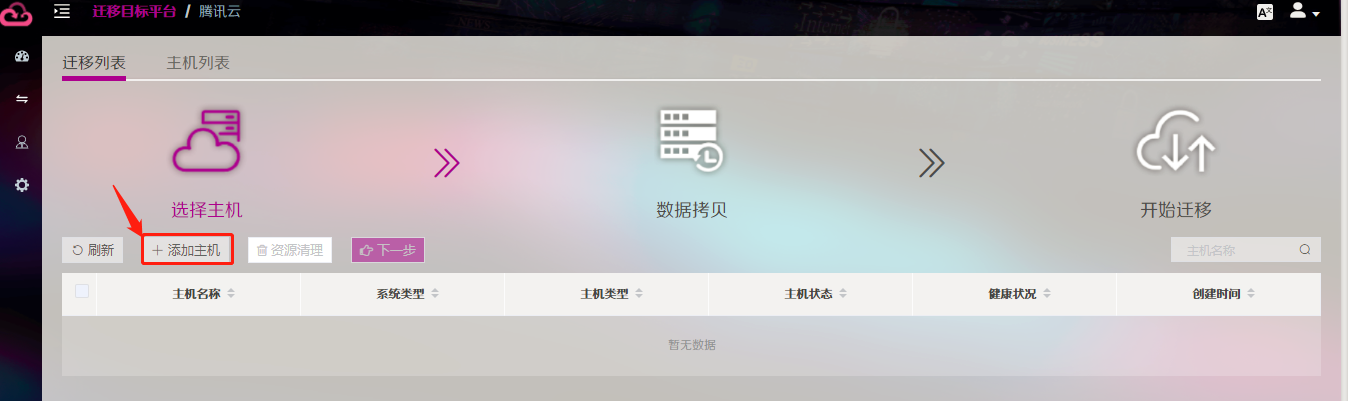 迁移目标平台 / 腾讯云
迁移列表 主机列表
选择主机 数据拷贝 开始迁移
刷新 添加主机 资源清理 下一步 主机名称
主机名称 系统类型 主机类型 主机状态 健康状况 创建时间
暂无数据